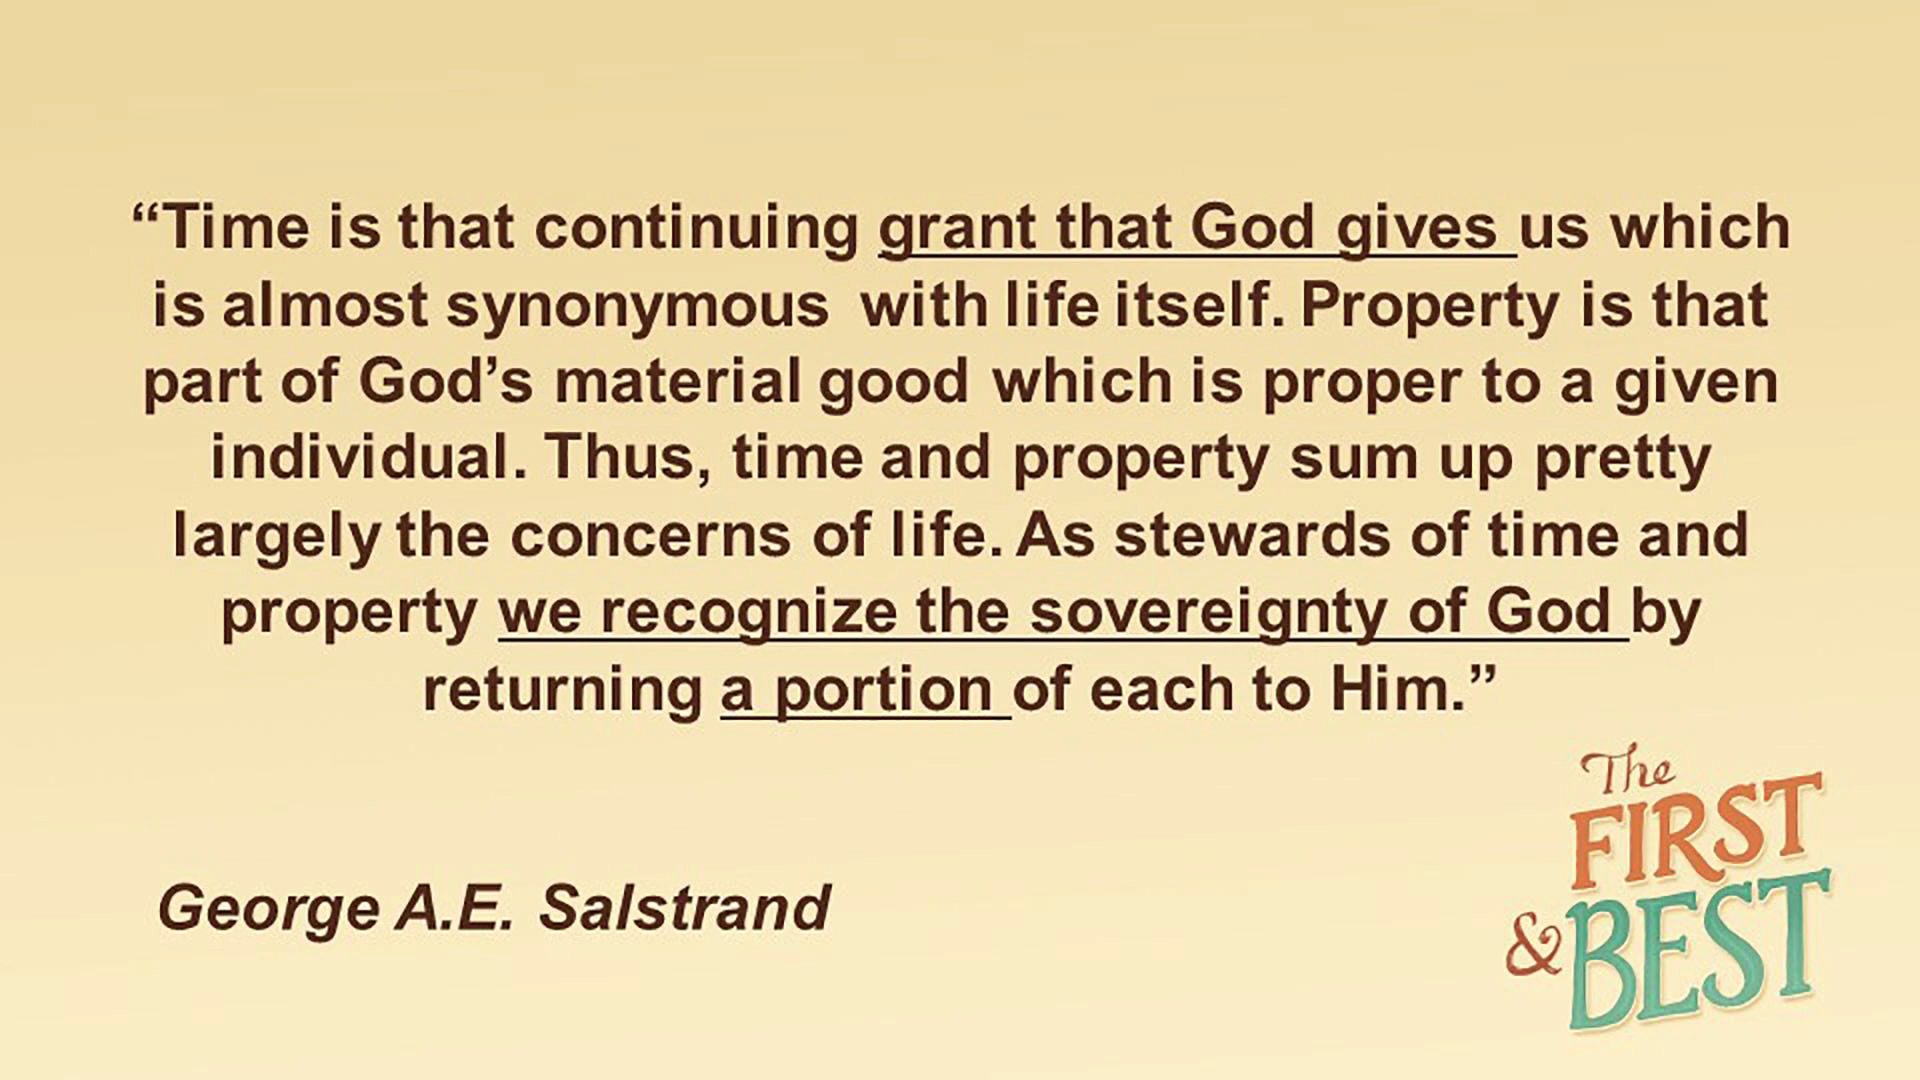 “Time is that continuing grant that God gives us which
is almost synonymous  with life itself. Property is that
part of God’s material good which is proper to a given
individual. Thus, time and property sum up pretty
largely the concerns of life. As stewards of time and
property we recognize the sovereignty of God by
returning a portion of each to Him.”
George A.E. Salstrand
The
FIRST
& BEST